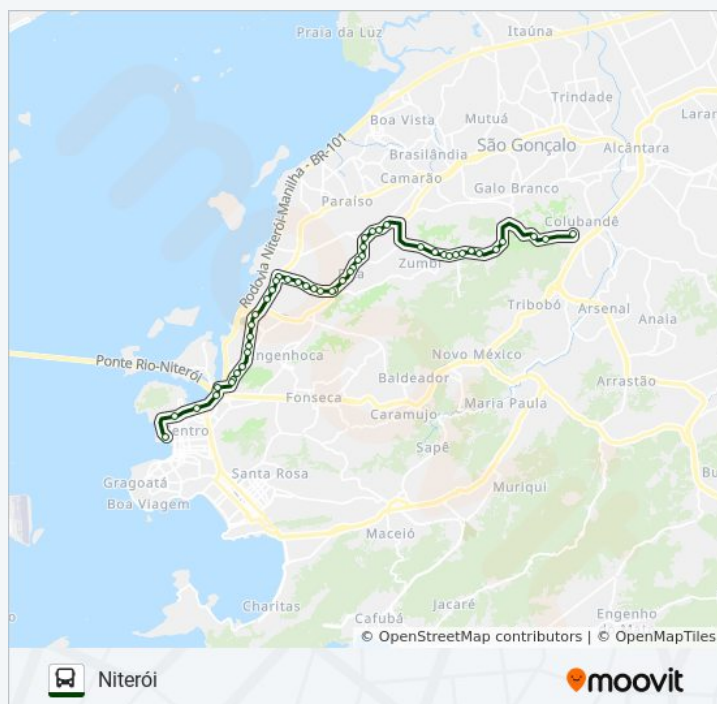 Praia da Luz
Itaúna
Trindade
Boa Vista
Mutuá
Laran
São Gonçalo
Alcântara
Brasilândia
Camarão
Galo Branco
Paraíso
Colubandê
Rodovia Niterói-Manilha - BR-101
Zumbi
Tribobó
Arsenal
Anaia
Ponte Rio-Niterói
Engenhoca
Novo México
Baldeador
Arrastão
Fonseca
Maria Paula
Caramujo
Centro
Sapê
Santa Rosa
Gragoatá
Boa Viagem
Muriqui
Maceió
Charitas
Jacaré
Cafubá
Engenho
© OpenStreetMap contributors | © OpenMapTiles
Niterói
moovit